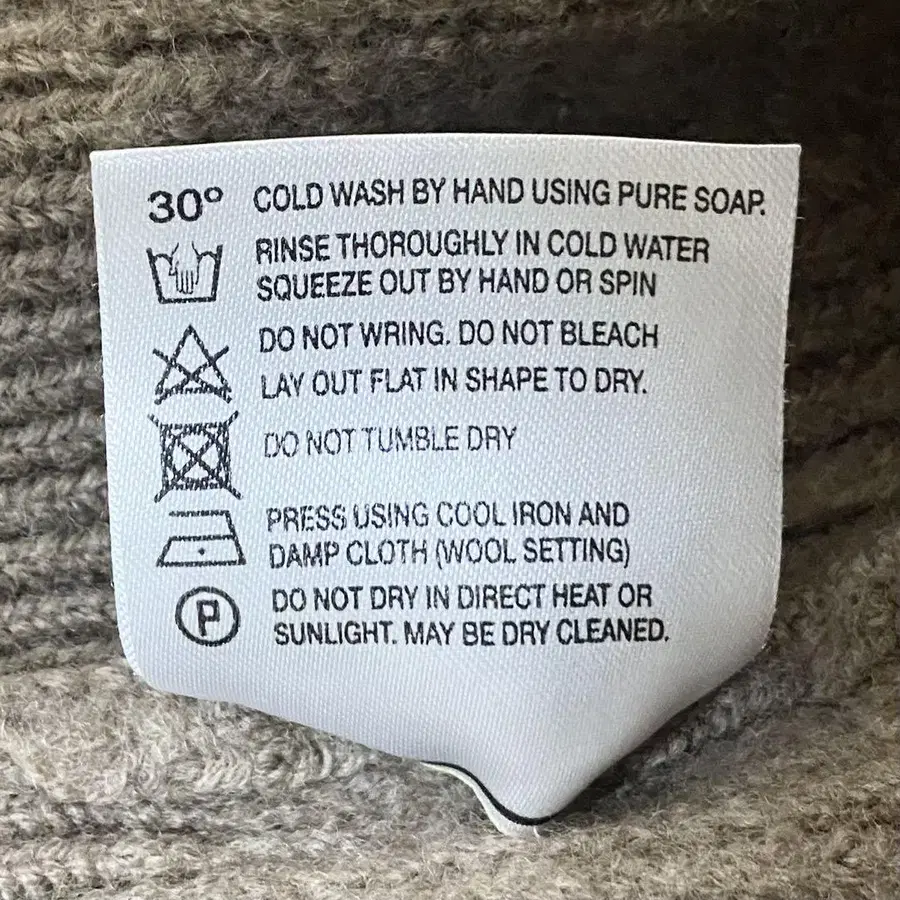 30° COLD WASH BY HAND USING PURE SOAP.
RINSE THOROUGHLY IN COLD WATER
SQUEEZE OUT BY HAND OR SPIN
DO NOT WRING. DO NOT BLEACH
LAY OUT FLAT IN SHAPE TO DRY.
DO NOT TUMBLE DRY
PRESS USING COOL IRON AND
DAMP CLOTH (WOOL SETTING)
DO NOT DRY IN DIRECT HEAT OR
P SUNLIGHT. MAY BE DRY CLEANED.